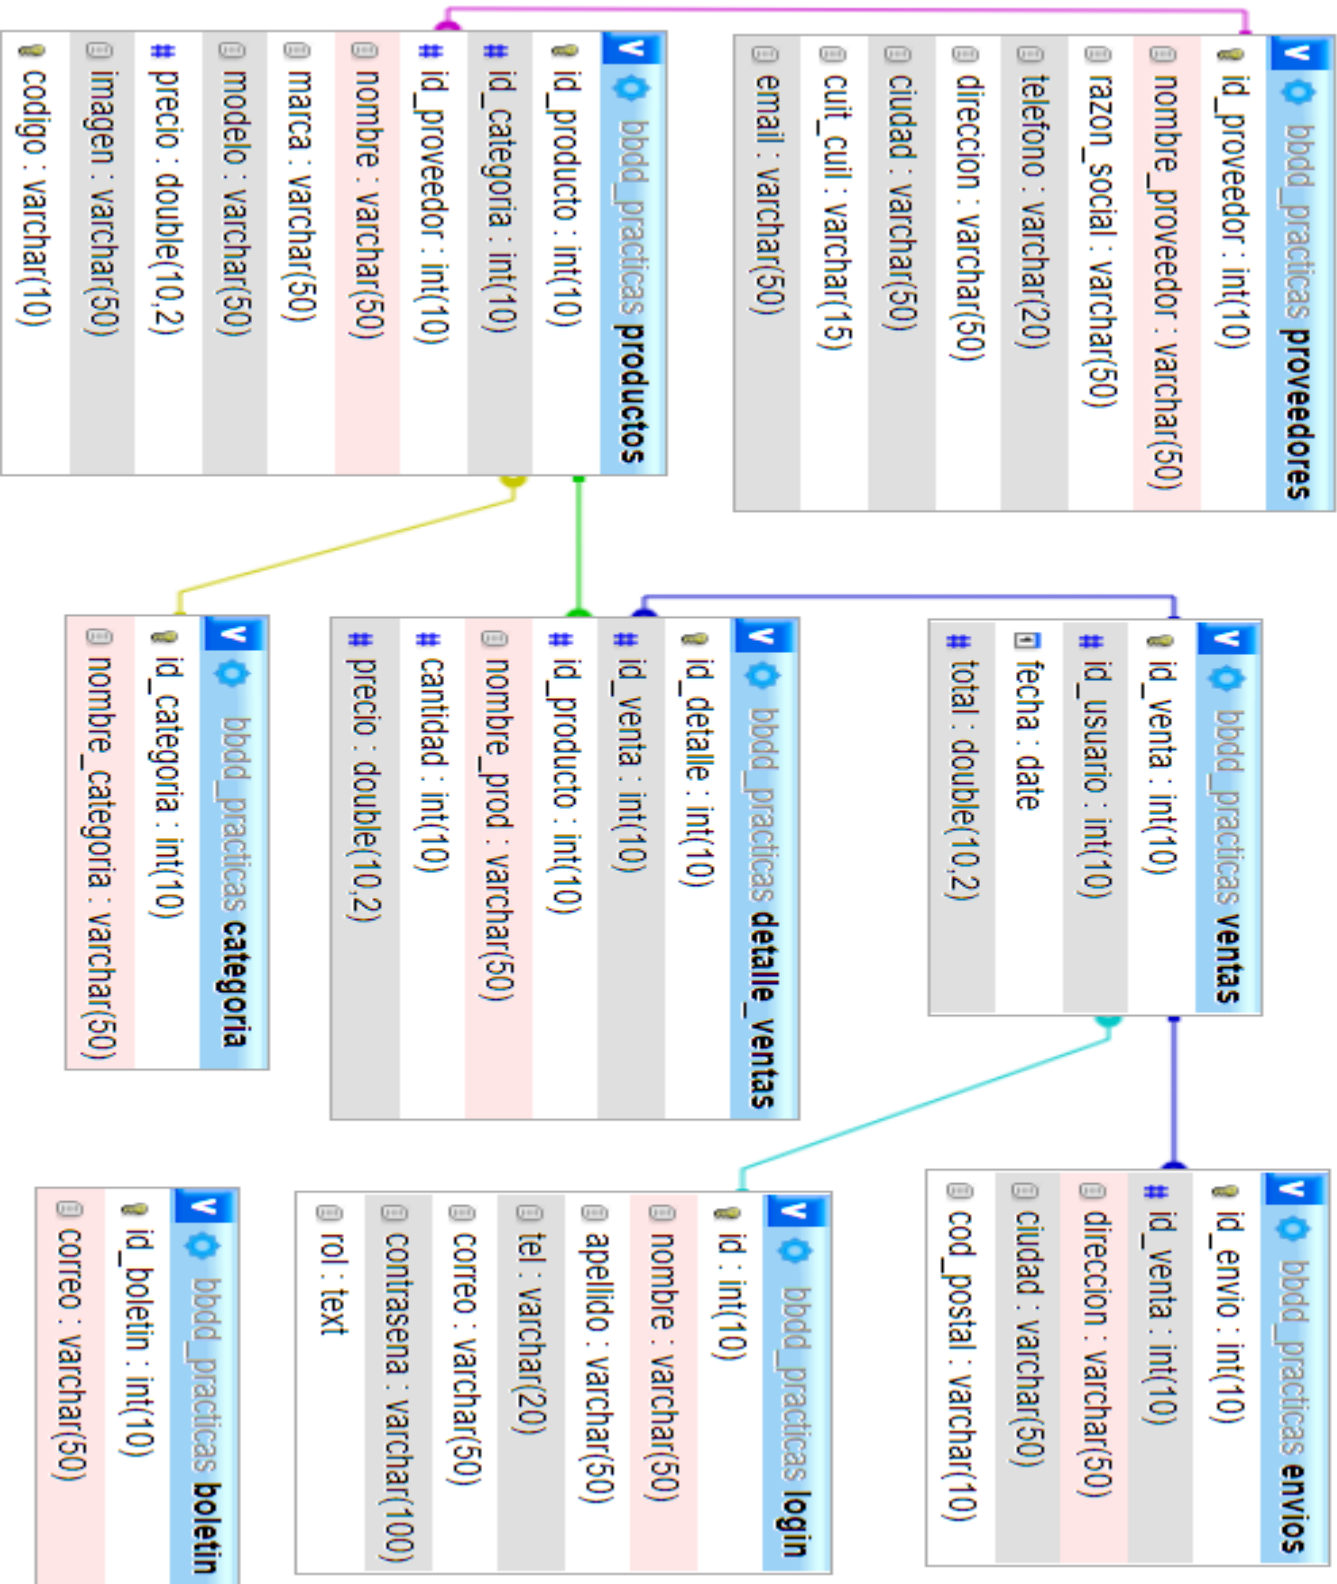 bbdd_practicas proveedores
id_proveedor : int(10)
nombre_proveedor : varchar(50)
razon_social : varchar(50)
telefono : varchar(20)
direccion : varchar(50)
ciudad : varchar(50)
cuit_cuil : varchar(15)
email : varchar(50)
bbdd_practicas productos
id_producto : int(10)
id_categoria : int(10)
id_proveedor : int(10)
nombre : varchar(50)
marca : varchar(50)
modelo : varchar(50)
precio : double(10,2)
imagen : varchar(50)
codigo : varchar(10)
bbdd_practicas ventas
id_venta : int(10)
id_usuario : int(10)
fecha : date
total : double(10,2)
bbdd_practicas detalle_ventas
id_detalle : int(10)
id_venta : int(10)
id_producto : int(10)
nombre_prod : varchar(50)
cantidad : int(10)
precio : double(10,2)
bbdd_practicas categoria
id_categoria : int(10)
nombre_categoria : varchar(50)
bbdd_practicas envios
id_envio : int(10)
id_venta : int(10)
direccion : varchar(50)
ciudad : varchar(50)
cod_postal : varchar(10)
bbdd_practicas login
id : int(10)
nombre : varchar(50)
apellido : varchar(50)
tel : varchar(20)
correo : varchar(50)
contrasena : varchar(100)
rol : text
bbdd_practicas boletin
id_boletin : int(10)
correo : varchar(50)